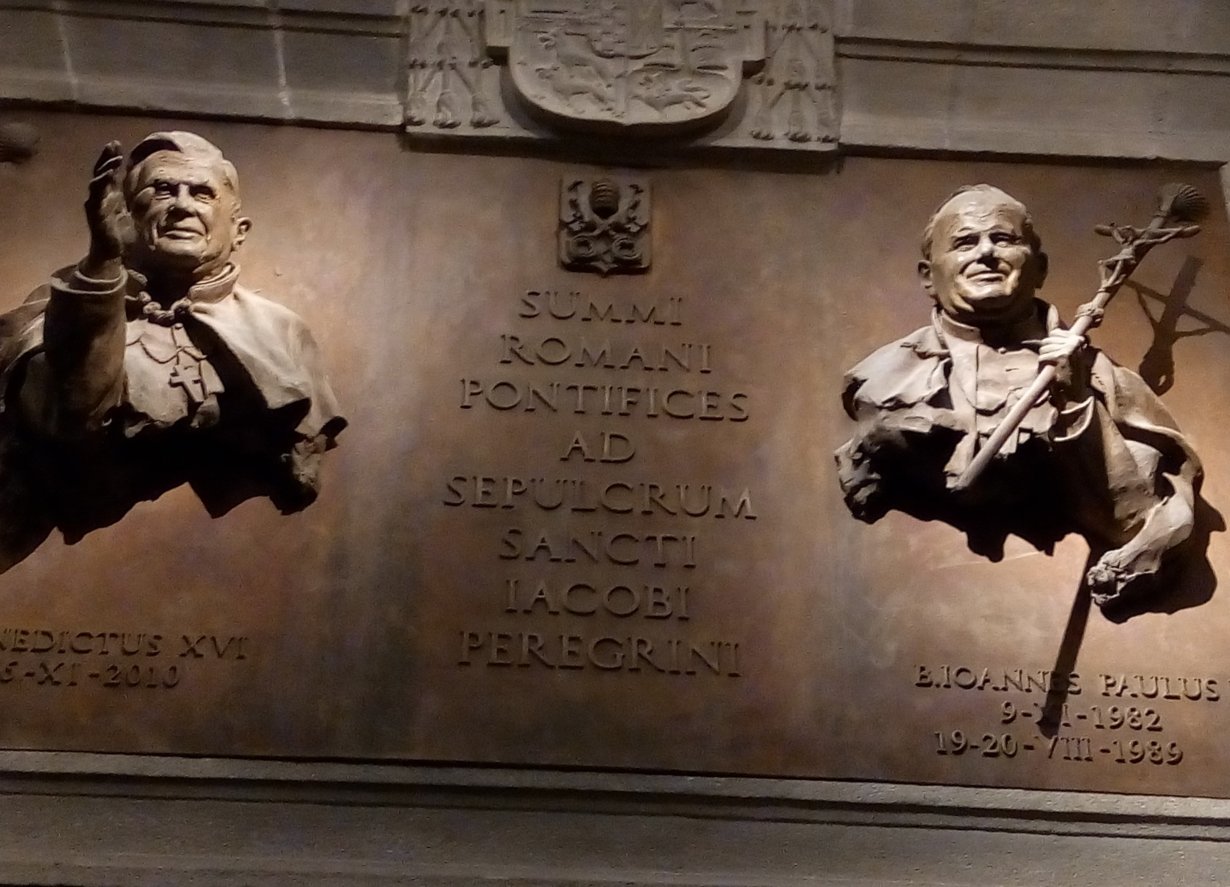 SUMMI
ROMANI
PONTIFICES
AD
SEPULCRUM
SANCTI
IACOBI
PEREGRINI
NEDICTUS XVI
6-XI-2010
B.IOANNES PAULUS
9-XI-1982
19-20-VIII-1989